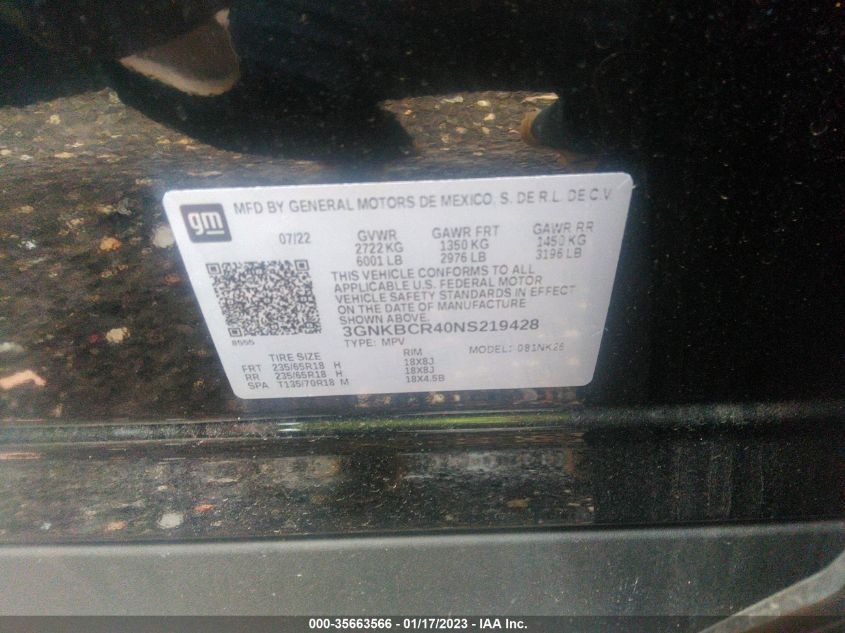 gm
MFD BY GENERAL MOTORS DE MEXICO, S. DE R.L. DE C.V.
07/22 GVWR GAWR FRT GAWR RR
2722 KG 1350 KG 1450 KG
6001 LB 2976 LB 3196 LB
THIS VEHICLE CONFORMS TO ALL
APPLICABLE U.S. FEDERAL MOTOR
VEHICLE SAFETY STANDARDS IN EFFECT
ON THE DATE OF MANUFACTURE
SHOWN ABOVE.
8555 3GNKBCR40NS219428
TYPE: MPV MODEL: 081NK26
TIRE SIZE RIM
FRT 235/65R18 H 18X8J
RR 235/65R18 H 18X8J
SPA T135/70R18 M 18X4.5B
000-35663566 / 01/17/2023 - IAA Inc.